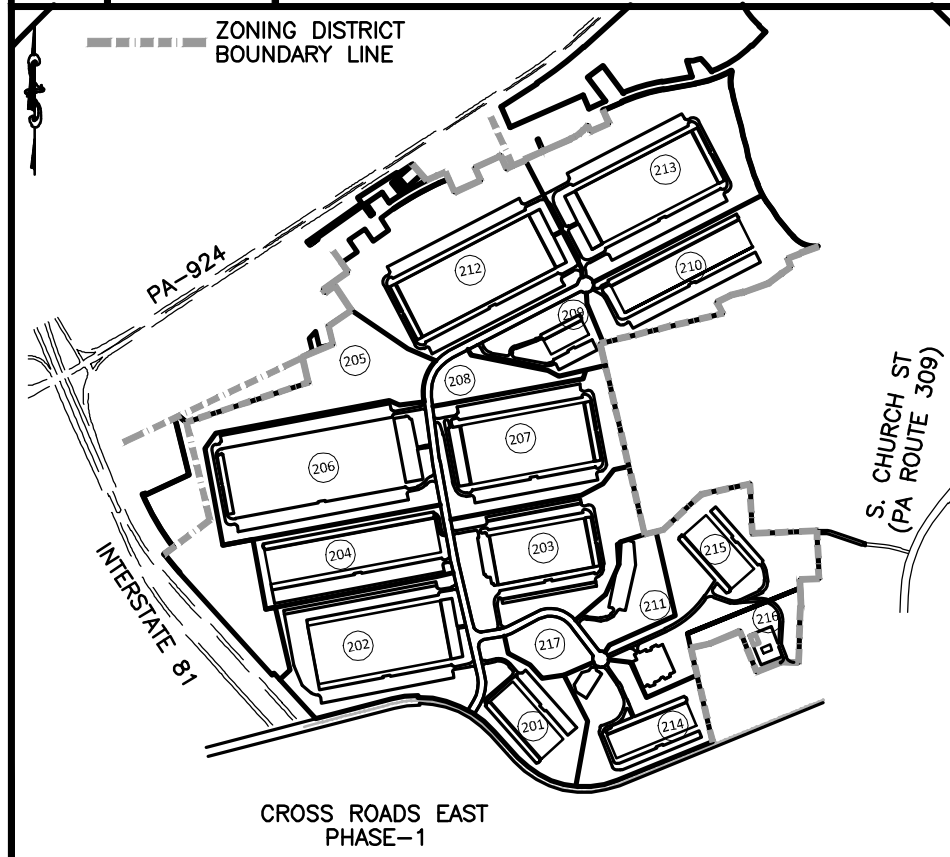 ZONING DISTRICT
BOUNDARY LINE
PA-924
213
212
210
209
205
208
207
206
S. CHURCH ST
(PA ROUTE 309)
204
203
215
INTERSTATE 81
211
216
202
217
201
214
CROSS ROADS EAST
PHASE-1